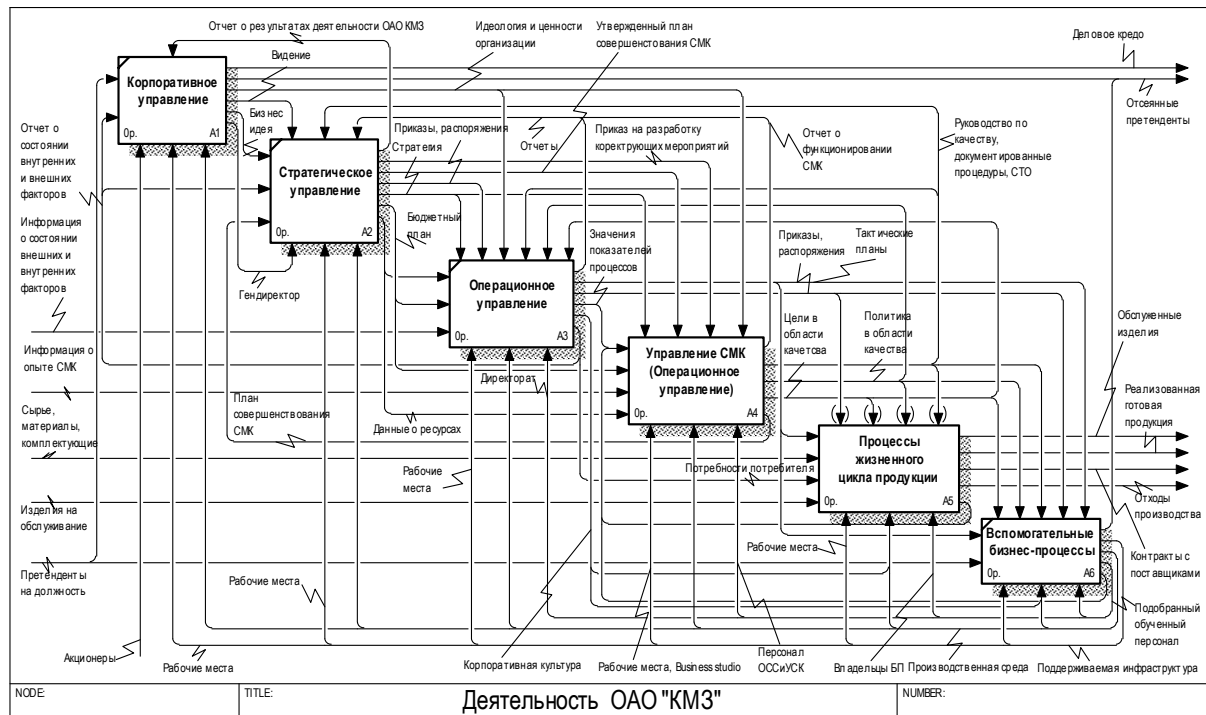 Отчет о результатах деятельности ОАО КМЗ
Идеология и ценности
организации
Утвержденный план
совершенстования СМК
Деловое кредо
Видение
Корпоративное
управление
0р.
A1
Отсеянные
претенденты
Бизнес
идея
Отчет о
состоянии
внутренних
и внешних
факторов
Приказы, распоряжения
Стратегия
Отчеты
Приказ на разработку
коректрующих мероприятий
Отчет о
функционировании
СМК
Руководство по
качеству,
документированные
процедуры, СТО
Стратегическое
управление
0р.
A2
Информация
о состоянии
внешних и
внутренних
факторов
Бюджетный
план
Значения
показателей
процессов
Приказы,
распоряжения
Тактические
планы
Гендиректор
Операционное
управление
0р.
A3
Цели в
области
качетсва
Политика
в области
качества
Обслуженные
изделия
Информация о
опыте СМК
Управление СМК
(Операционное
управление)
0р.
A4
Директорат
Реализованная
готовая
продукция
План
совершенствования
СМК
Сырье,
материалы,
комплектующие
Данные о ресурсах
Процессы
жизненного
цикла продукции
0р.
A5
Рабочие
места
Потребности потребителя
Отходы
производства
Изделия на
обслуживание
Рабочие места
Вспомогательные
бизнес-процессы
0р.
A6
Контракты с
поставщиками
Претенденты
на должность
Рабочие места
Подобранный
обученный
персонал
Акционеры
Рабочие места
Корпоративная культура
Рабочие места, Business studio
Персонал
ОССиУСК
Владельцы БП
Производственная среда
Поддерживаемая инфраструктура
NODE:
TITLE:
Деятельность ОАО "КМЗ"
NUMBER: